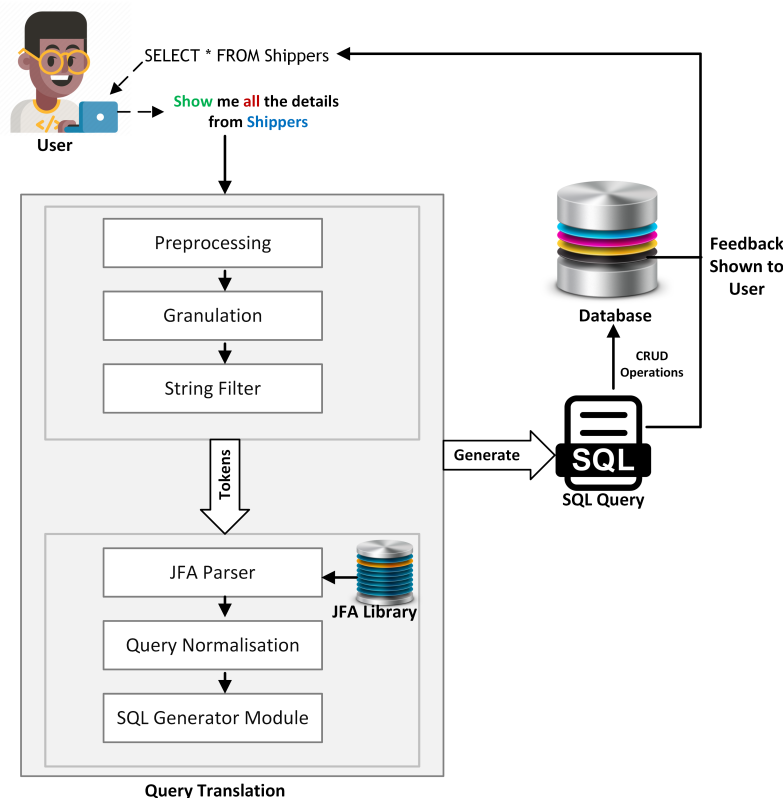 SELECT * FROM Shippers
Show me all the details
from Shippers
</>
User
Preprocessing
Granulation
String Filter
Tokens
JFA Parser
JFA Library
Query Normalisation
SQL Generator Module
Query Translation
Generate
SQL
SQL Query
CRUD
Operations
Database
Feedback
Shown to
User